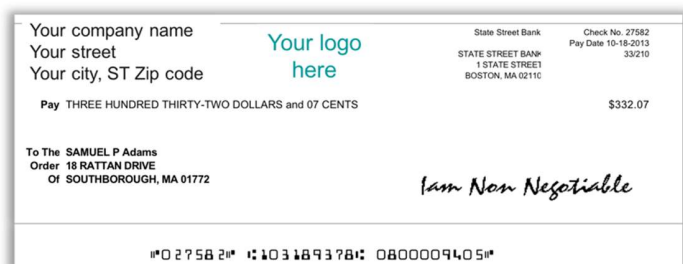 Your company name
Your street
Your city, ST Zip code
Your logo
here
State Street Bank
STATE STREET BANK
1 STATE STREET
BOSTON, MA 02110
Check No. 27582
Pay Date 10-18-2013
33/210
Pay THREE HUNDRED THIRTY-TWO DOLLARS and 07 CENTS $332.07
To The SAMUEL P Adams
Order 18 RATTAN DRIVE
Of SOUTHBOROUGH, MA 01772
Iam Non Negotiable
⑈027582⑈ ⑆103189378⑆ 0800009405⑈